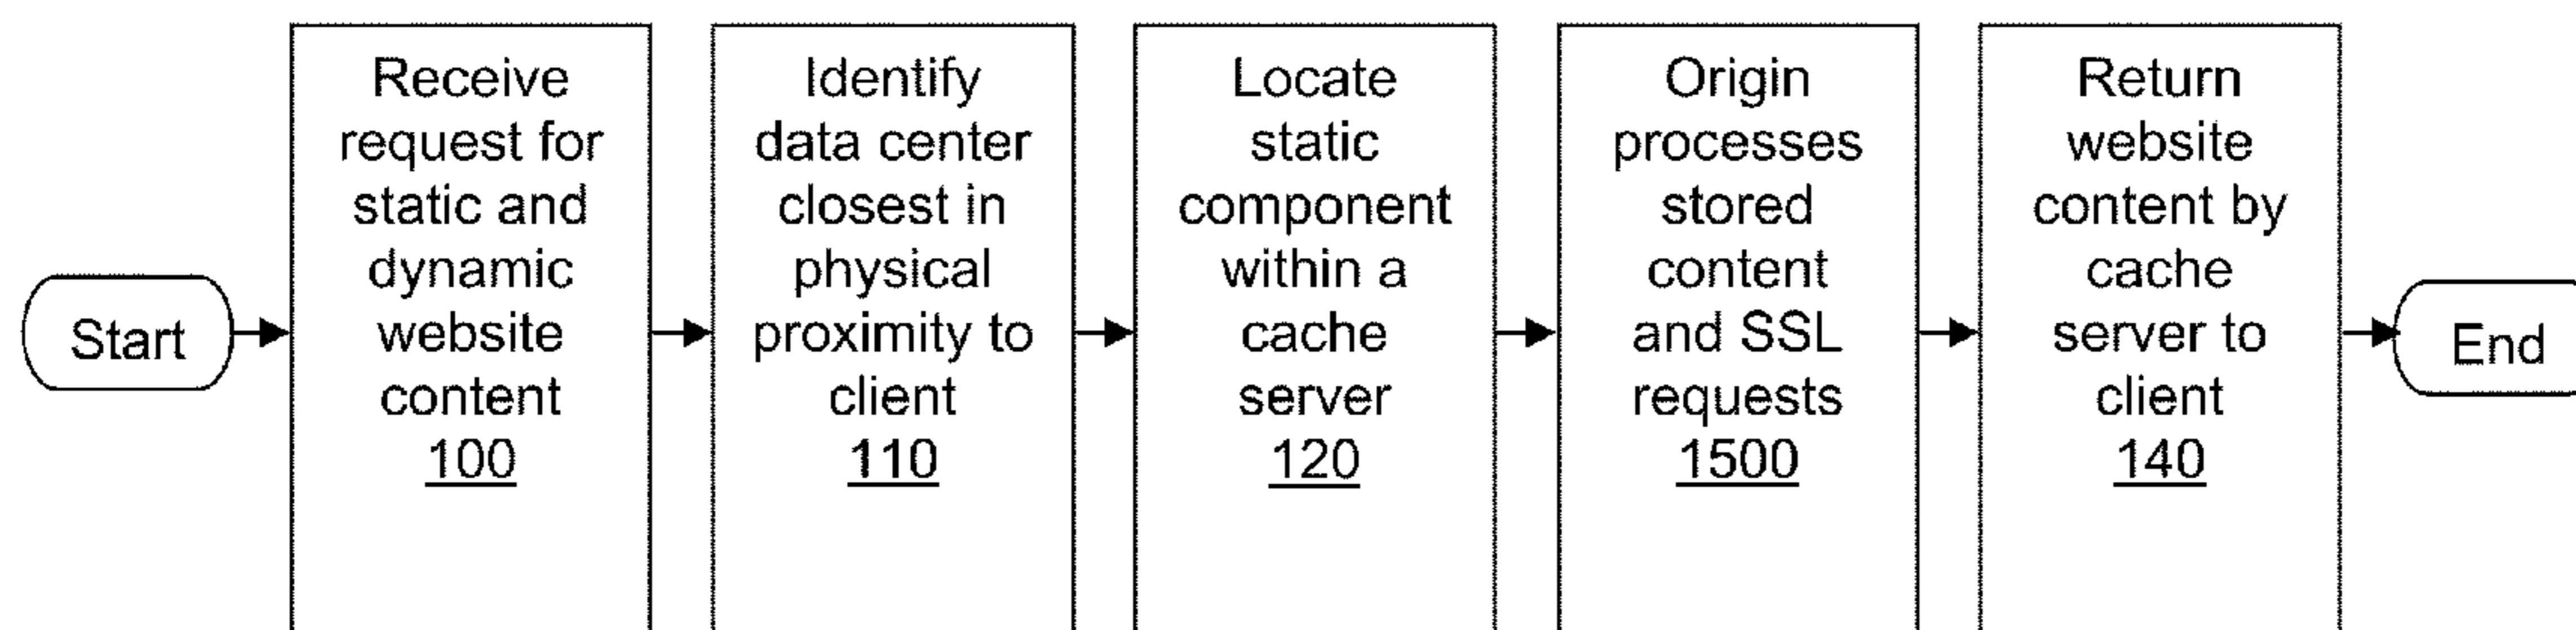 Start
Receive
request for
static and
dynamic
website
content
100
Identify
data center
closest in
physical
proximity to
client
110
Locate
static
component
within a
cache
server
120
Origin
processes
stored
content
and SSL
requests
1500
Return
website
content by
cache
server to
client
140
End